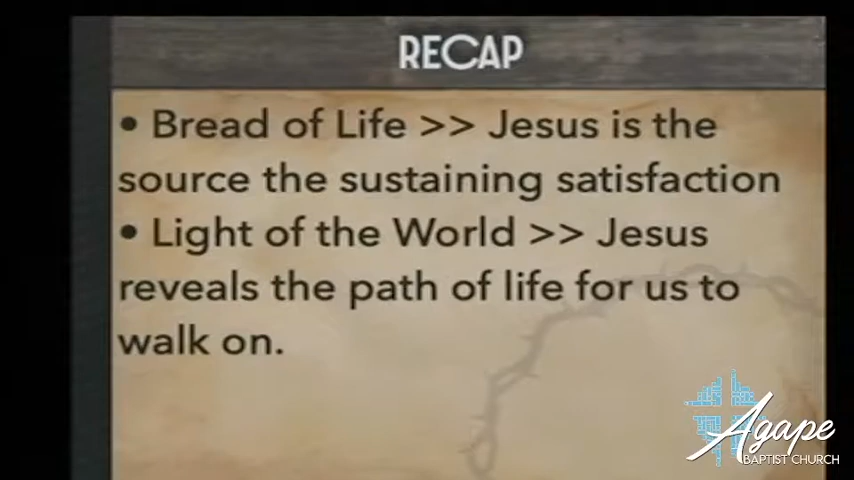 RECAP
• Bread of Life >> Jesus is the
source the sustaining satisfaction
• Light of the World >> Jesus
reveals the path of life for us to
walk on.
Agape
BAPTIST CHURCH